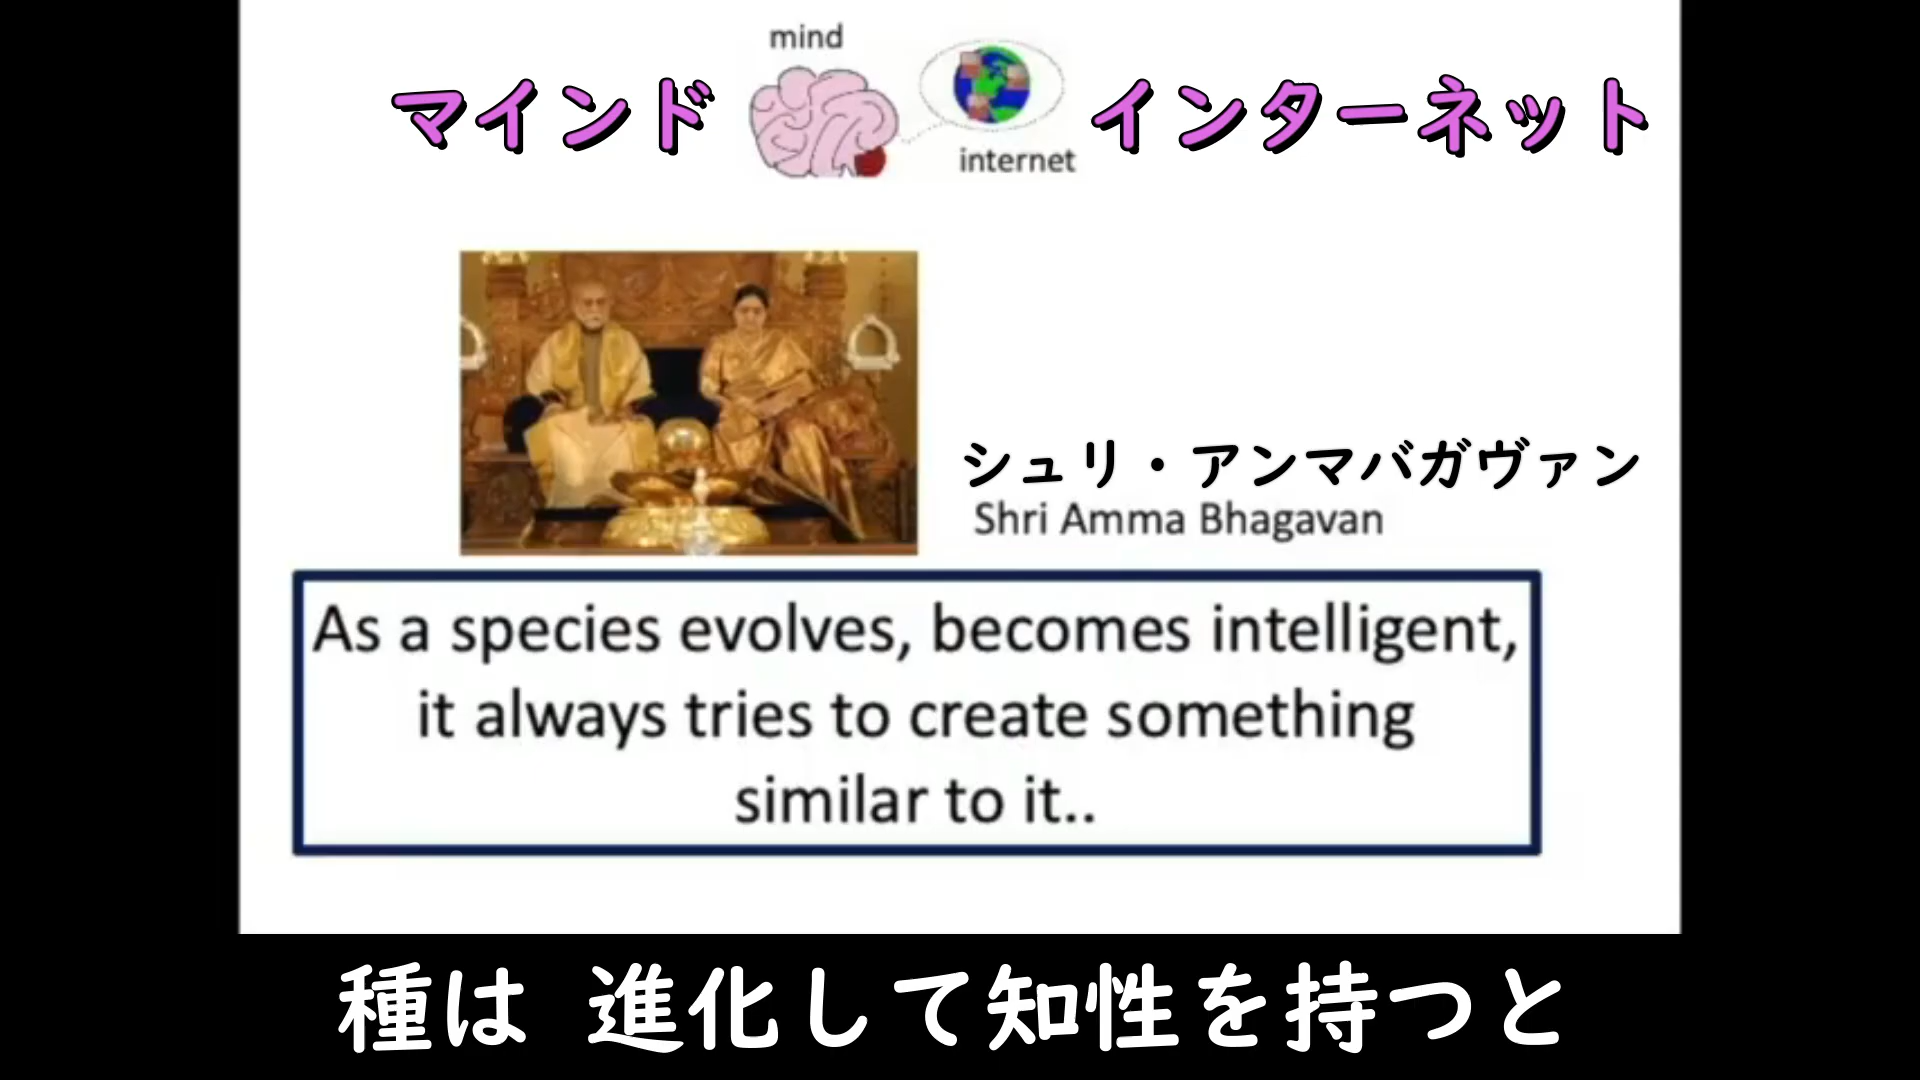 mind
マインド
インターネット
internet
シュリ・アンマバガヴァン
Shri Amma Bhagavan
As a species evolves, becomes intelligent,
it always tries to create something
similar to it..
種は 進化して知性を持つと